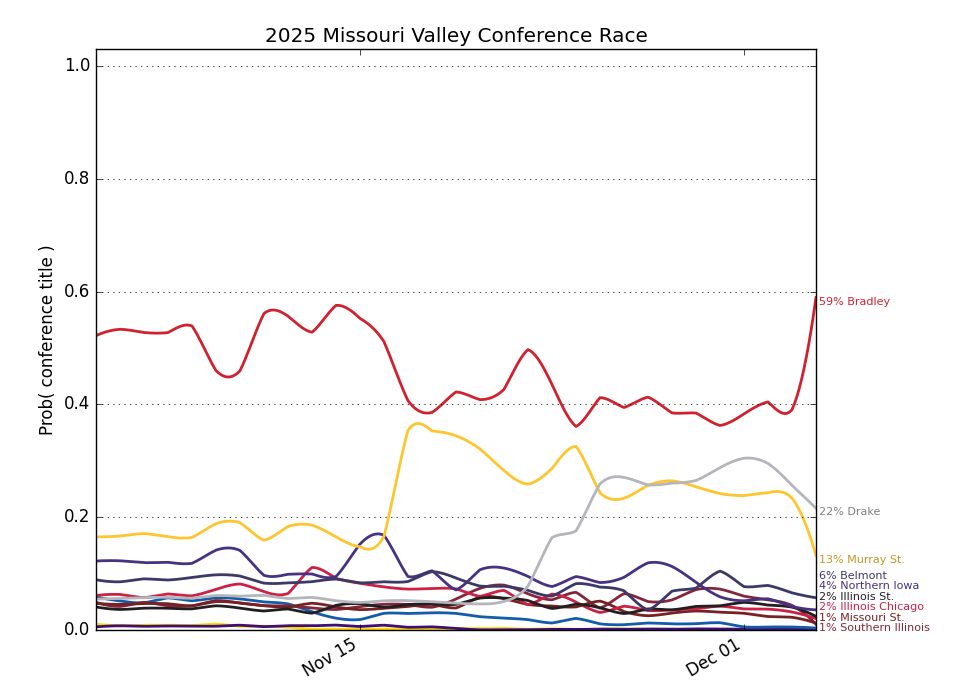 2025 Missouri Valley Conference Race
1.0
0.8
0.6
0.4
0.2
0.0
Prob( conference title )
Nov 15
Dec 01
59% Bradley
22% Drake
13% Murray St.
6% Belmont
4% Northern Iowa
2% Illinois St.
2% Illinois Chicago
1% Missouri St.
1% Southern Illinois